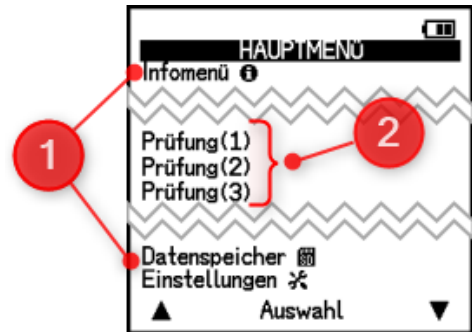 HAUPTMENÜ
Infomenü
1
2
Prüfung(1)
Prüfung(2)
Prüfung(3)
Datenspeicher
Einstellungen
▲ Auswahl ▼